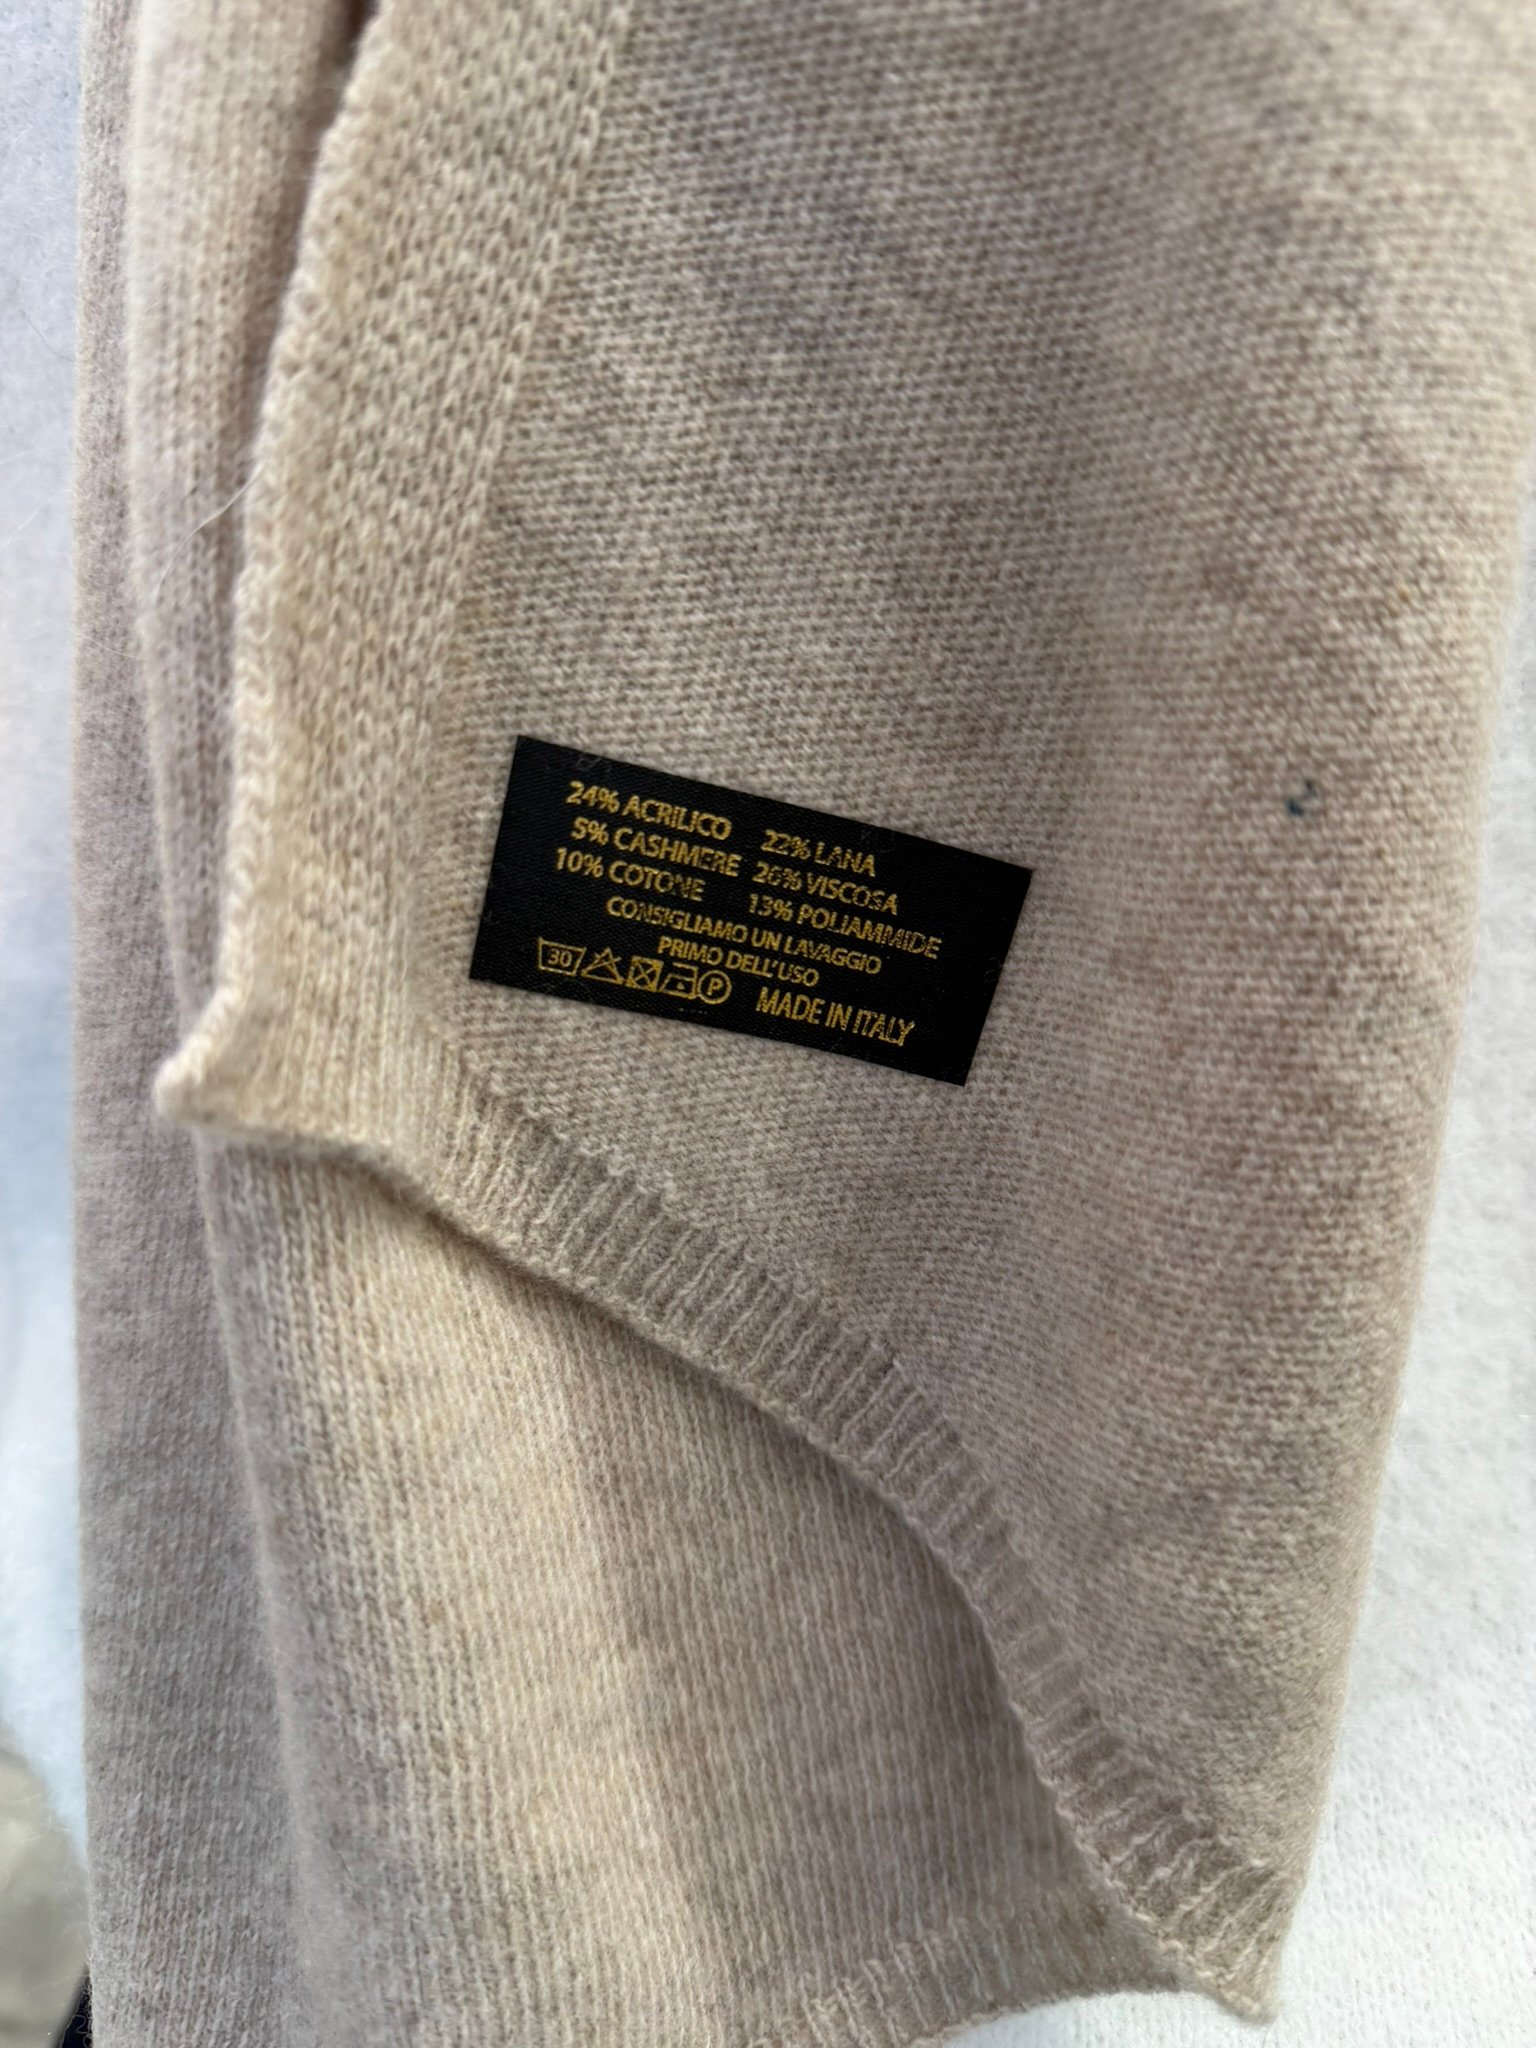 24% ACRILICO 22% LANA
5% CASHMERE 26% VISCOSA
10% COTONE 13% POLIAMMIDE
CONSIGLIAMO UN LAVAGGIO
PRIMO DELL'USO
30 P MADE IN ITALY